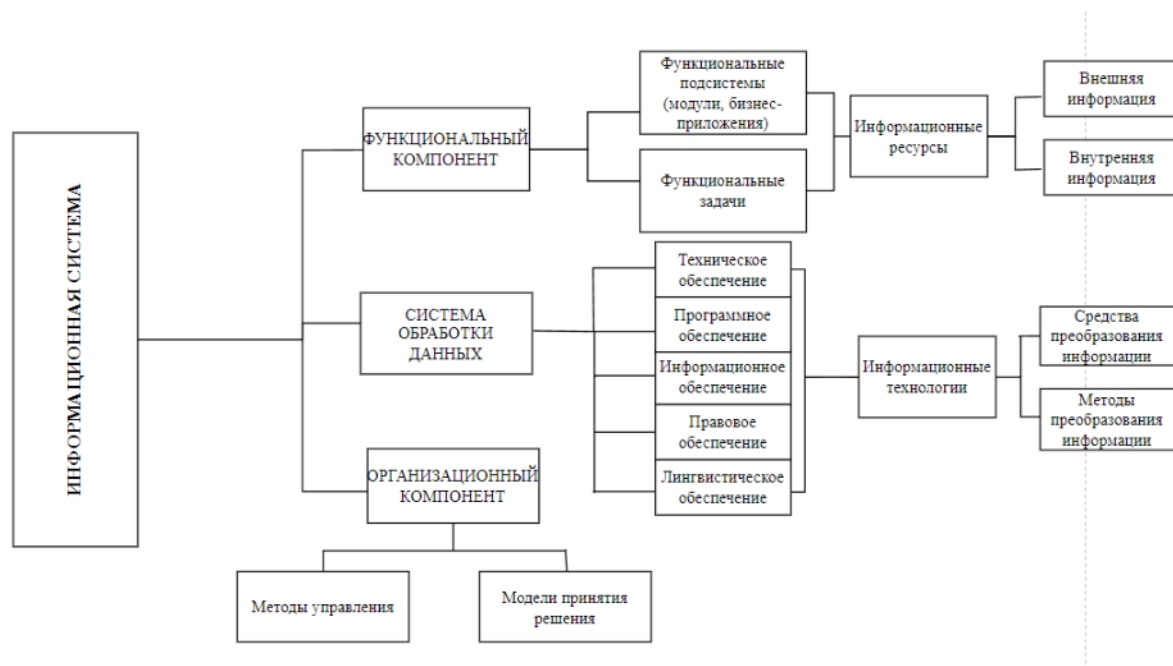 ИНФОРМАЦИОННАЯ СИСТЕМА
ФУНКЦИОНАЛЬНЫЙ
КОМПОНЕНТ
Функциональные
подсистемы
(модули, бизнес-
приложения)
Функциональные
задачи
Информационные
ресурсы
Внешняя
информация
Внутренняя
информация
СИСТЕМА
ОБРАБОТКИ
ДАННЫХ
Техническое
обеспечение
Программное
обеспечение
Информационное
обеспечение
Правовое
обеспечение
Лингвистическое
обеспечение
Информационные
технологии
Средства
преобразования
информации
Методы
преобразования
информации
ОРГАНИЗАЦИОННЫЙ
КОМПОНЕНТ
Методы управления
Модели принятия
решения